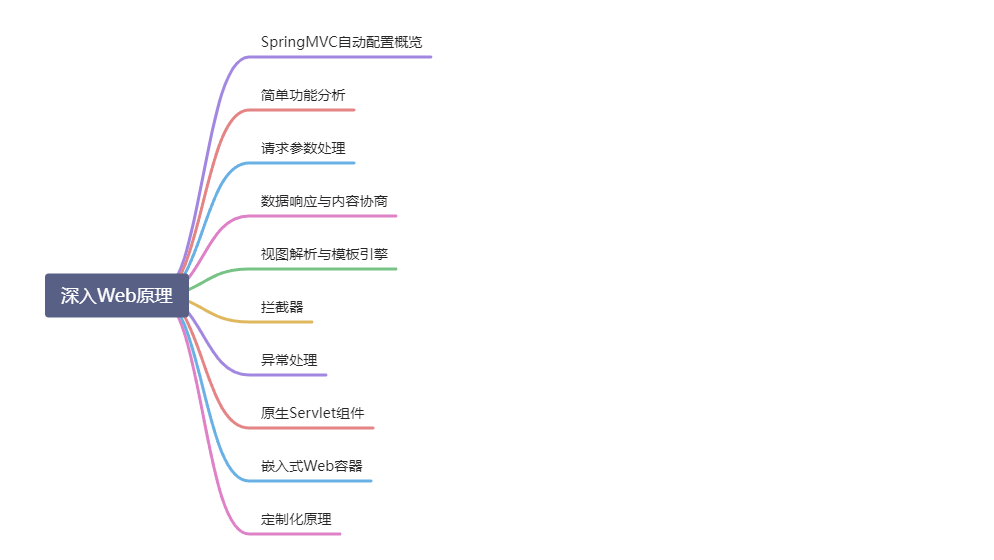 SpringMVC自动配置概览
简单功能分析
请求参数处理
数据响应与内容协商
视图解析与模板引擎
深入Web原理
拦截器
异常处理
原生Servlet组件
嵌入式Web容器
定制化原理